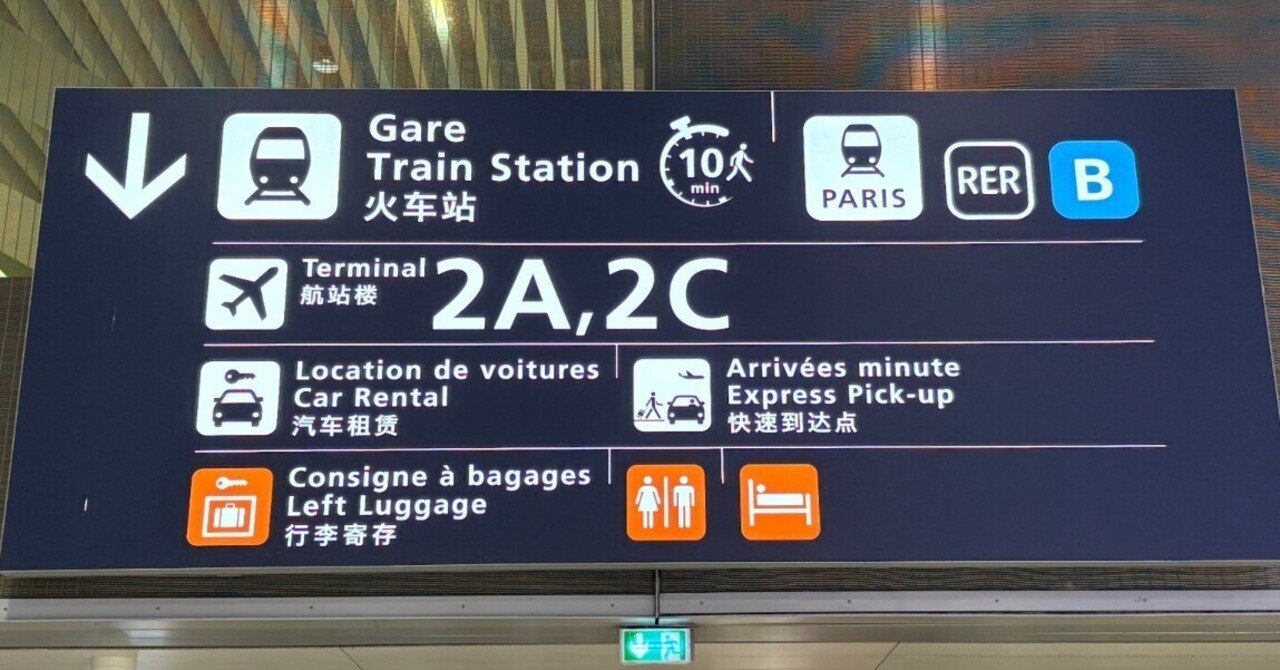 Gare
Train Station
火车站
10
min
PARIS
RER
B
Terminal
航站楼
2A,2C
Location de voitures
Car Rental
汽车租赁
Arrivées minute
Express Pick-up
快速到达点
Consigne à bagages
Left Luggage
行李寄存